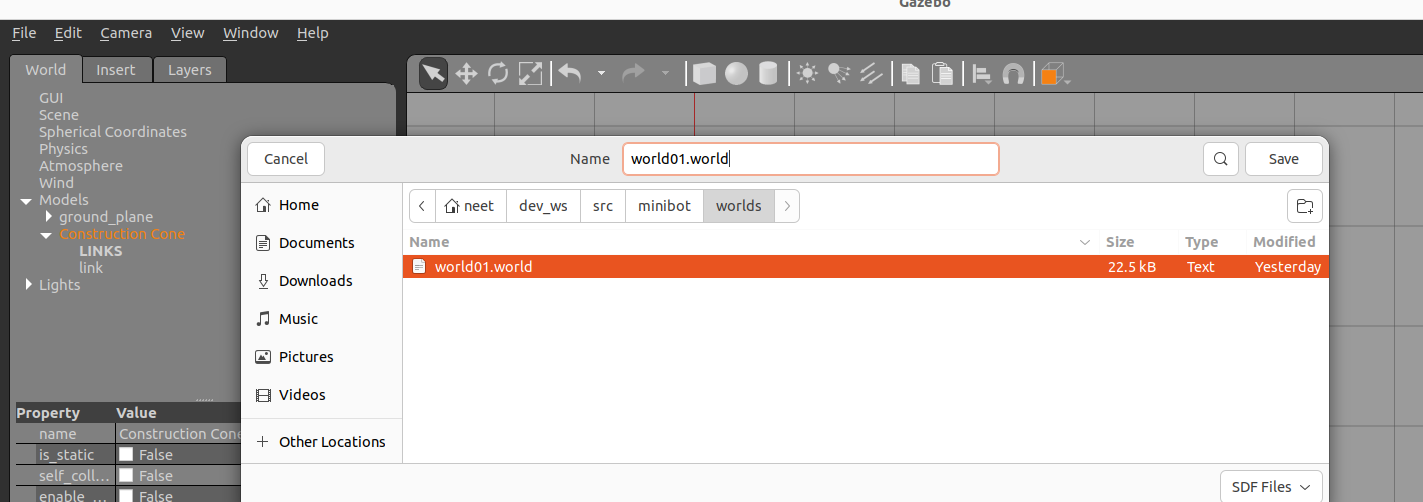 Gazebo
File Edit Camera View Window Help
World Insert Layers
GUI
Scene
Spherical Coordinates
Physics
Atmosphere
Wind
Models
ground_plane
Construction Cone
LINKS
link
Lights
Property Value
name Construction Cone
is_static False
self_coll... False
enable_... False
Cancel Name world01.world Save
Home
Documents
Downloads
Music
Pictures
Videos
Other Locations
neet dev_ws src minibot worlds
Name Size Type Modified
world01.world 22.5 kB Text Yesterday
SDF Files